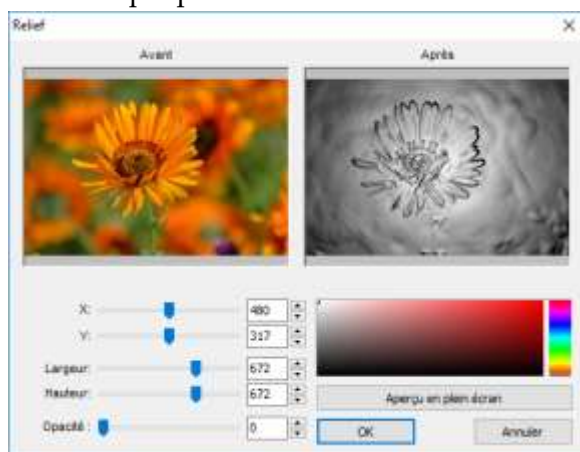 Relief
Avant Après
X: 480
Y: 317
Largeur: 672
Hauteur: 672
Opacité : 0
Aperçu en plein écran
OK Annuler